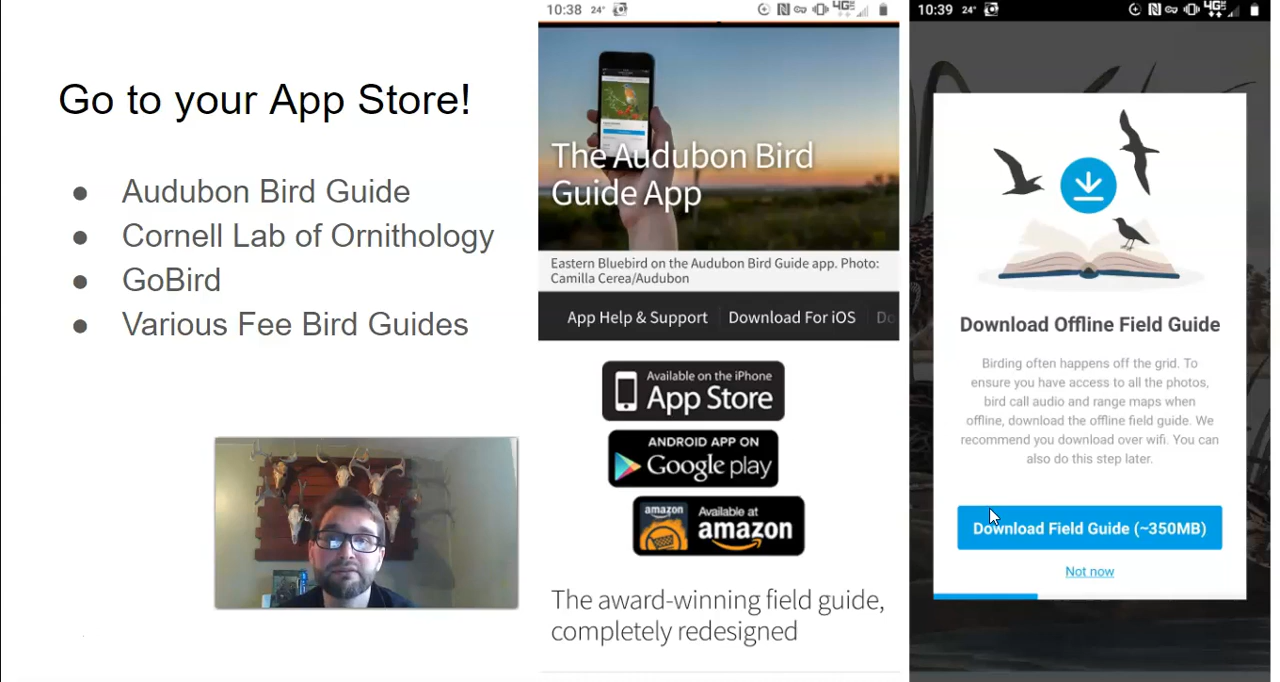 Go to your App Store!
● Audubon Bird Guide
● Cornell Lab of Ornithology
● GoBird
● Various Fee Bird Guides
10:38 24°
4G
The Audubon Bird
Guide App
Eastern Bluebird on the Audubon Bird Guide app. Photo:
Camilla Cerea/Audubon
App Help & Support Download For iOS Do
Available on the iPhone
App Store
ANDROID APP ON
Google play
amazon
Available at
amazon
The award-winning field guide,
completely redesigned
10:39 24°
4G
Download Offline Field Guide
Birding often happens off the grid. To
ensure you have access to all the photos,
bird call audio and range maps when
offline, download the offline field guide. We
recommend you download over wifi. You can
also do this step later.
Download Field Guide (~350MB)
Not now